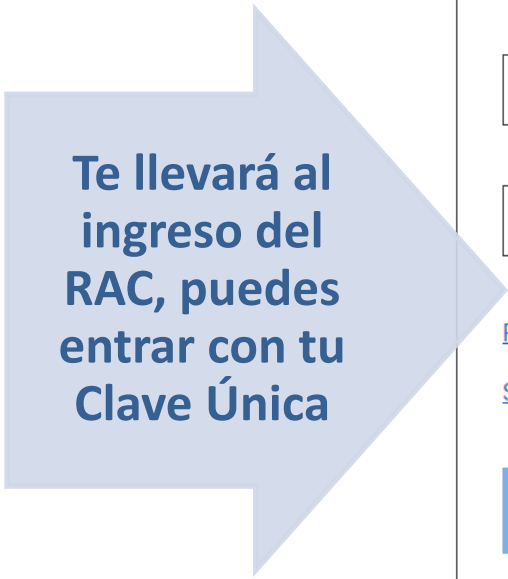 Te llevará al
ingreso del
RAC, puedes
entrar con tu
Clave Única